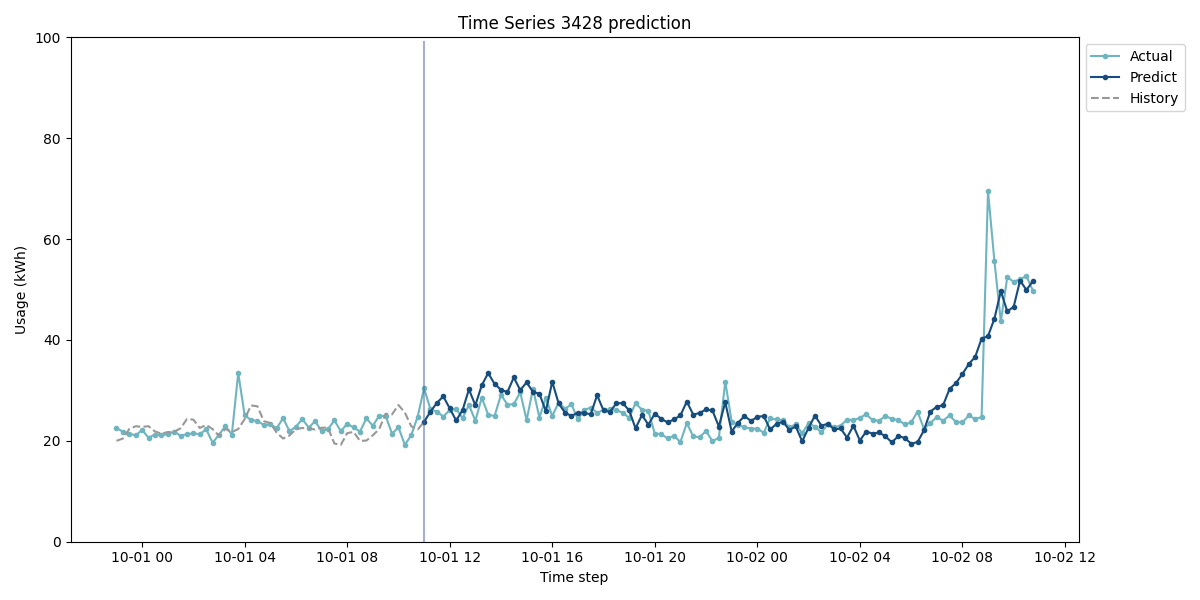 Time Series 3428 prediction
100
80
60
40
20
0
Usage (kWh)
10-01 00
10-01 04
10-01 08
10-01 12
10-01 16
10-01 20
10-02 00
10-02 04
10-02 08
10-02 12
Time step
Actual
Predict
History